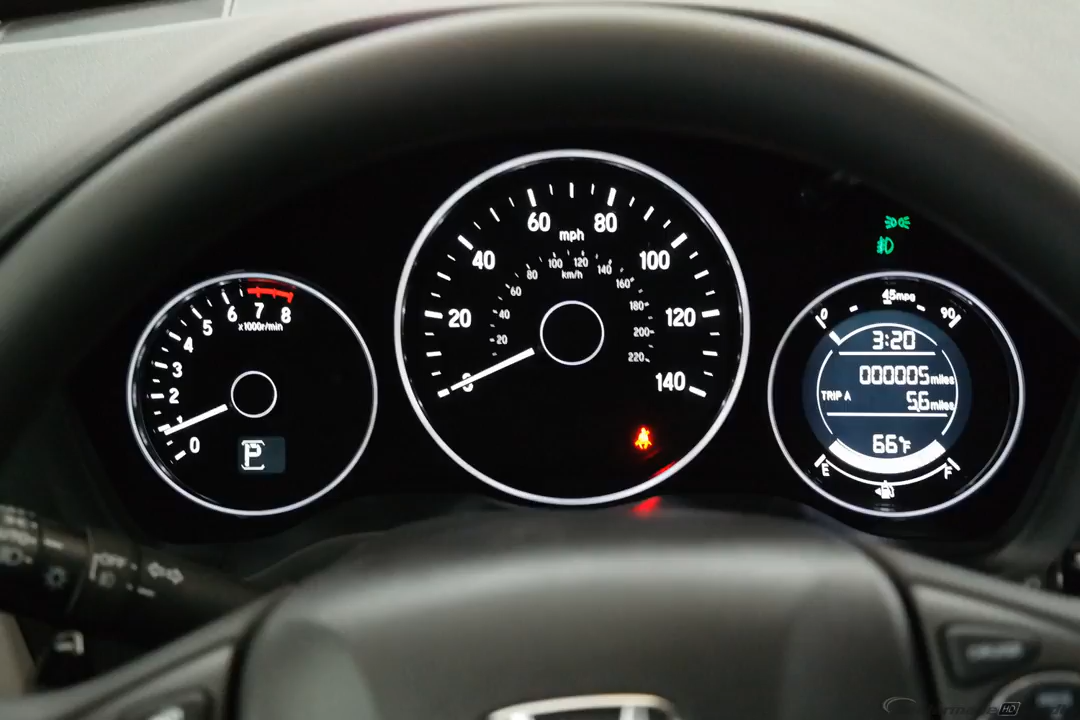 60 80
mph
40 100
20 120
0 140
80 100 120 140
km/h
60 160
40 180
20 200
220
6 7 8
5 x1000r/min
4
3
2
1
0
P
45mpg
0 90
3:20
000005 miles
TRIP A
5.6 miles
66°F
E F
OFF